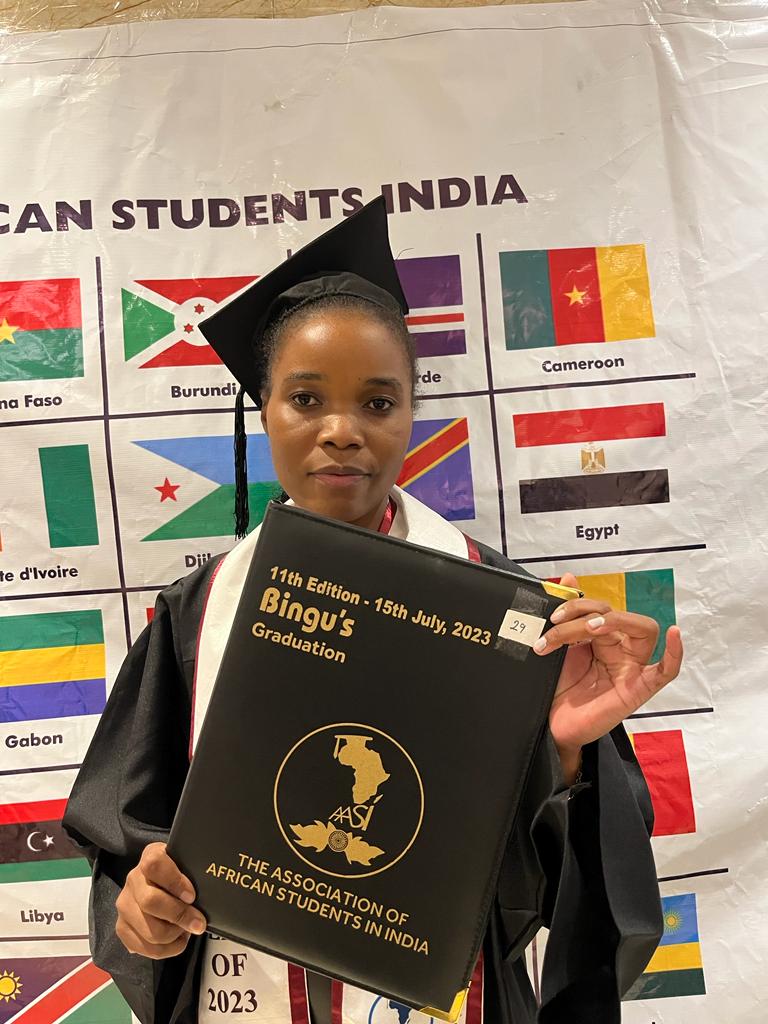 CAN STUDENTS INDIA
na Faso
Burundi
rde
Cameroon
te d'Ivoire
Dji
Egypt
Gabon
Libya
11th Edition - 15th July, 2023
29
Bingu's
Graduation
AASI
THE ASSOCIATION OF
AFRICAN STUDENTS IN INDIA
OF
2023